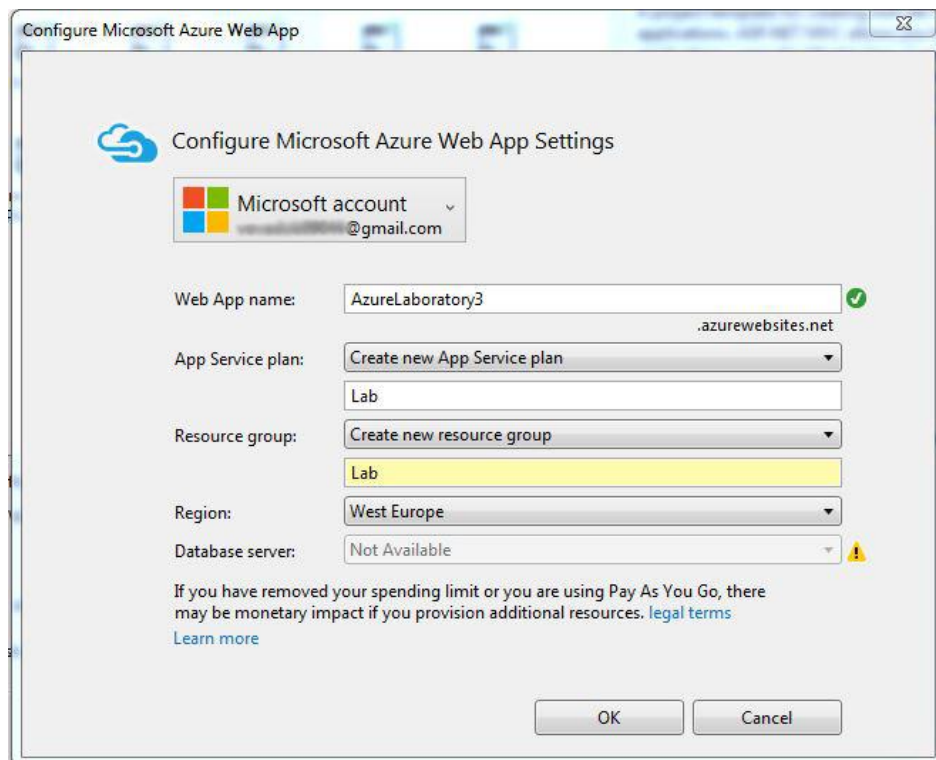 Configure Microsoft Azure Web App
Configure Microsoft Azure Web App Settings
Microsoft account
@gmail.com
Web App name:
AzureLaboratory3
.azurewebsites.net
App Service plan:
Create new App Service plan
Lab
Resource group:
Create new resource group
Lab
Region:
West Europe
Database server:
Not Available
If you have removed your spending limit or you are using Pay As You Go, there
may be monetary impact if you provision additional resources. legal terms
Learn more
OK
Cancel